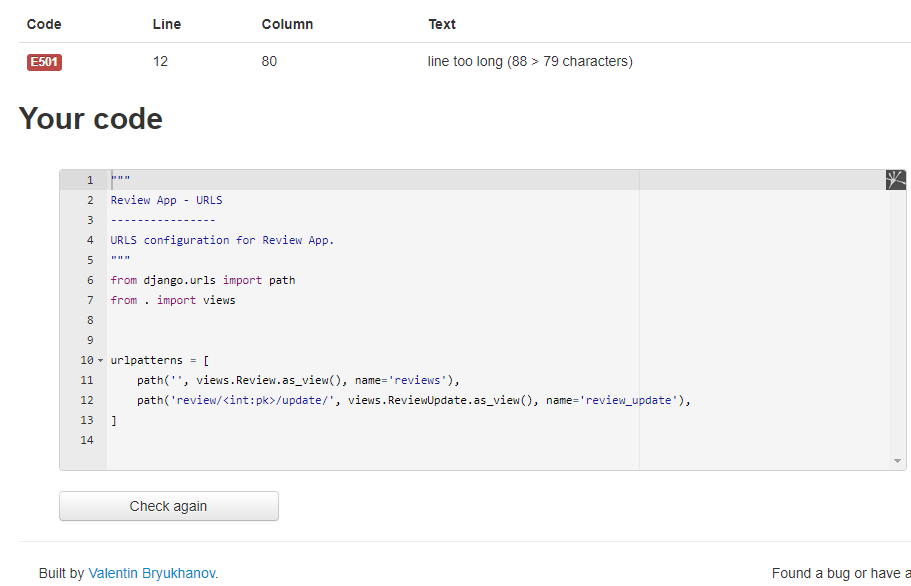 Code Line Column Text
E501 12 80 line too long (88 > 79 characters)
Your code
1 """
2 Review App - URLS
3 ----------------
4 URLS configuration for Review App.
5 """
6 from django.urls import path
7 from . import views
8
9
10 urlpatterns = [
11     path('', views.Review.as_view(), name='reviews'),
12     path('review/<int:pk>/update/', views.ReviewUpdate.as_view(), name='review_update'),
13 ]
14
Check again
Built by Valentin Bryukhanov. Found a bug or have a